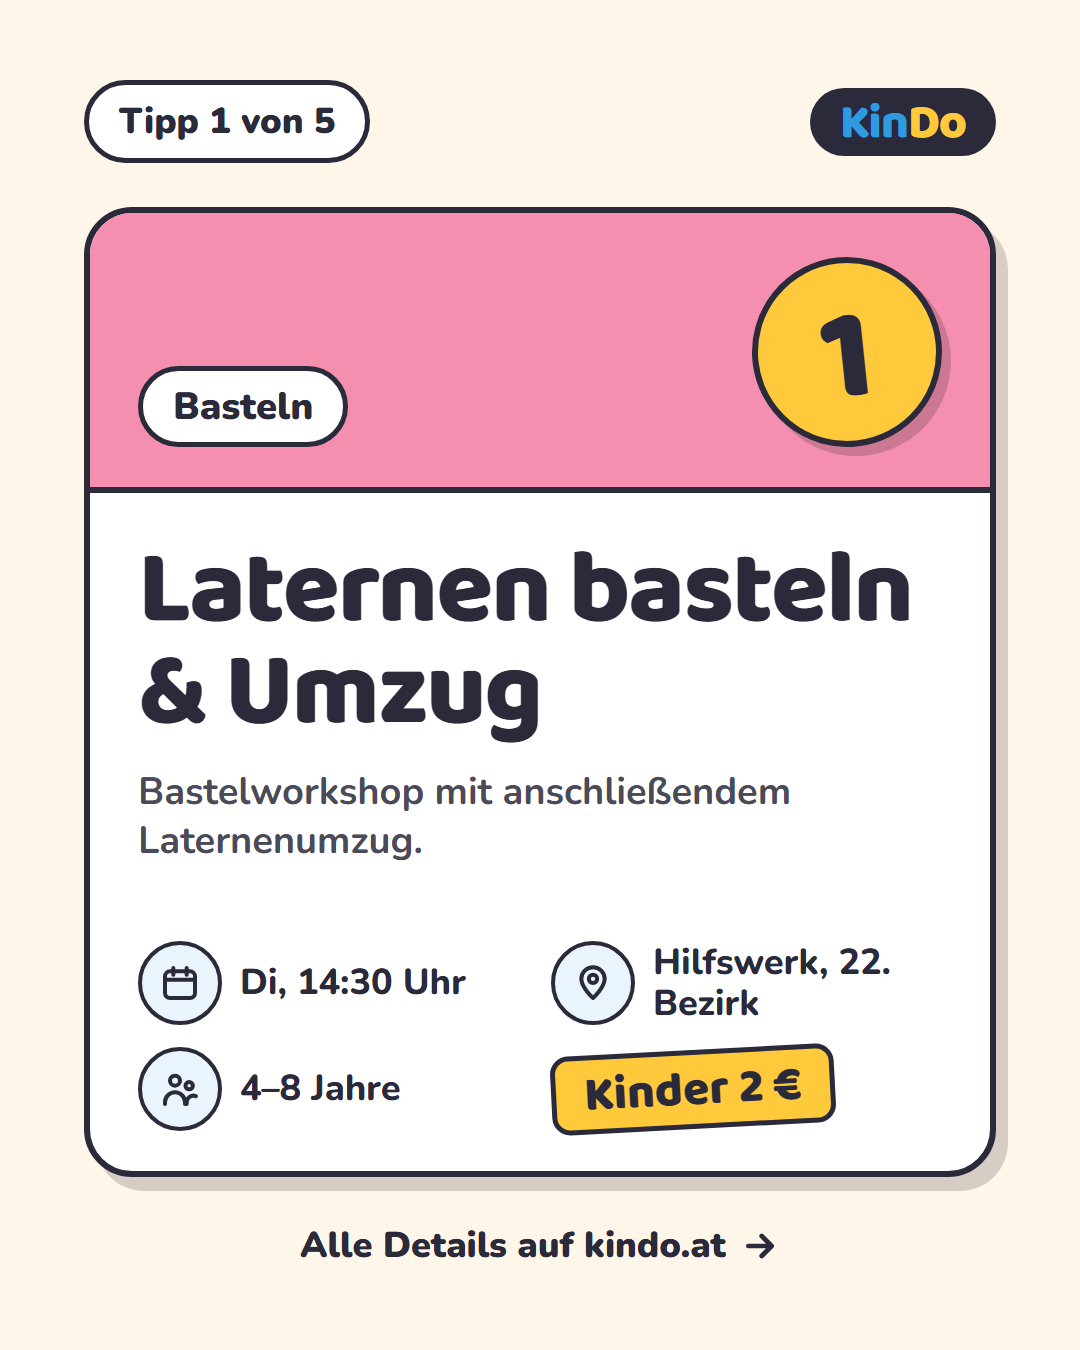 Tipp 1 von 5
KinDo
1
Basteln
Laternen basteln
& Umzug
Bastelworkshop mit anschließendem
Laternenumzug.
Di, 14:30 Uhr
Hilfswerk, 22.
Bezirk
4–8 Jahre
Kinder 2 €
Alle Details auf kindo.at →